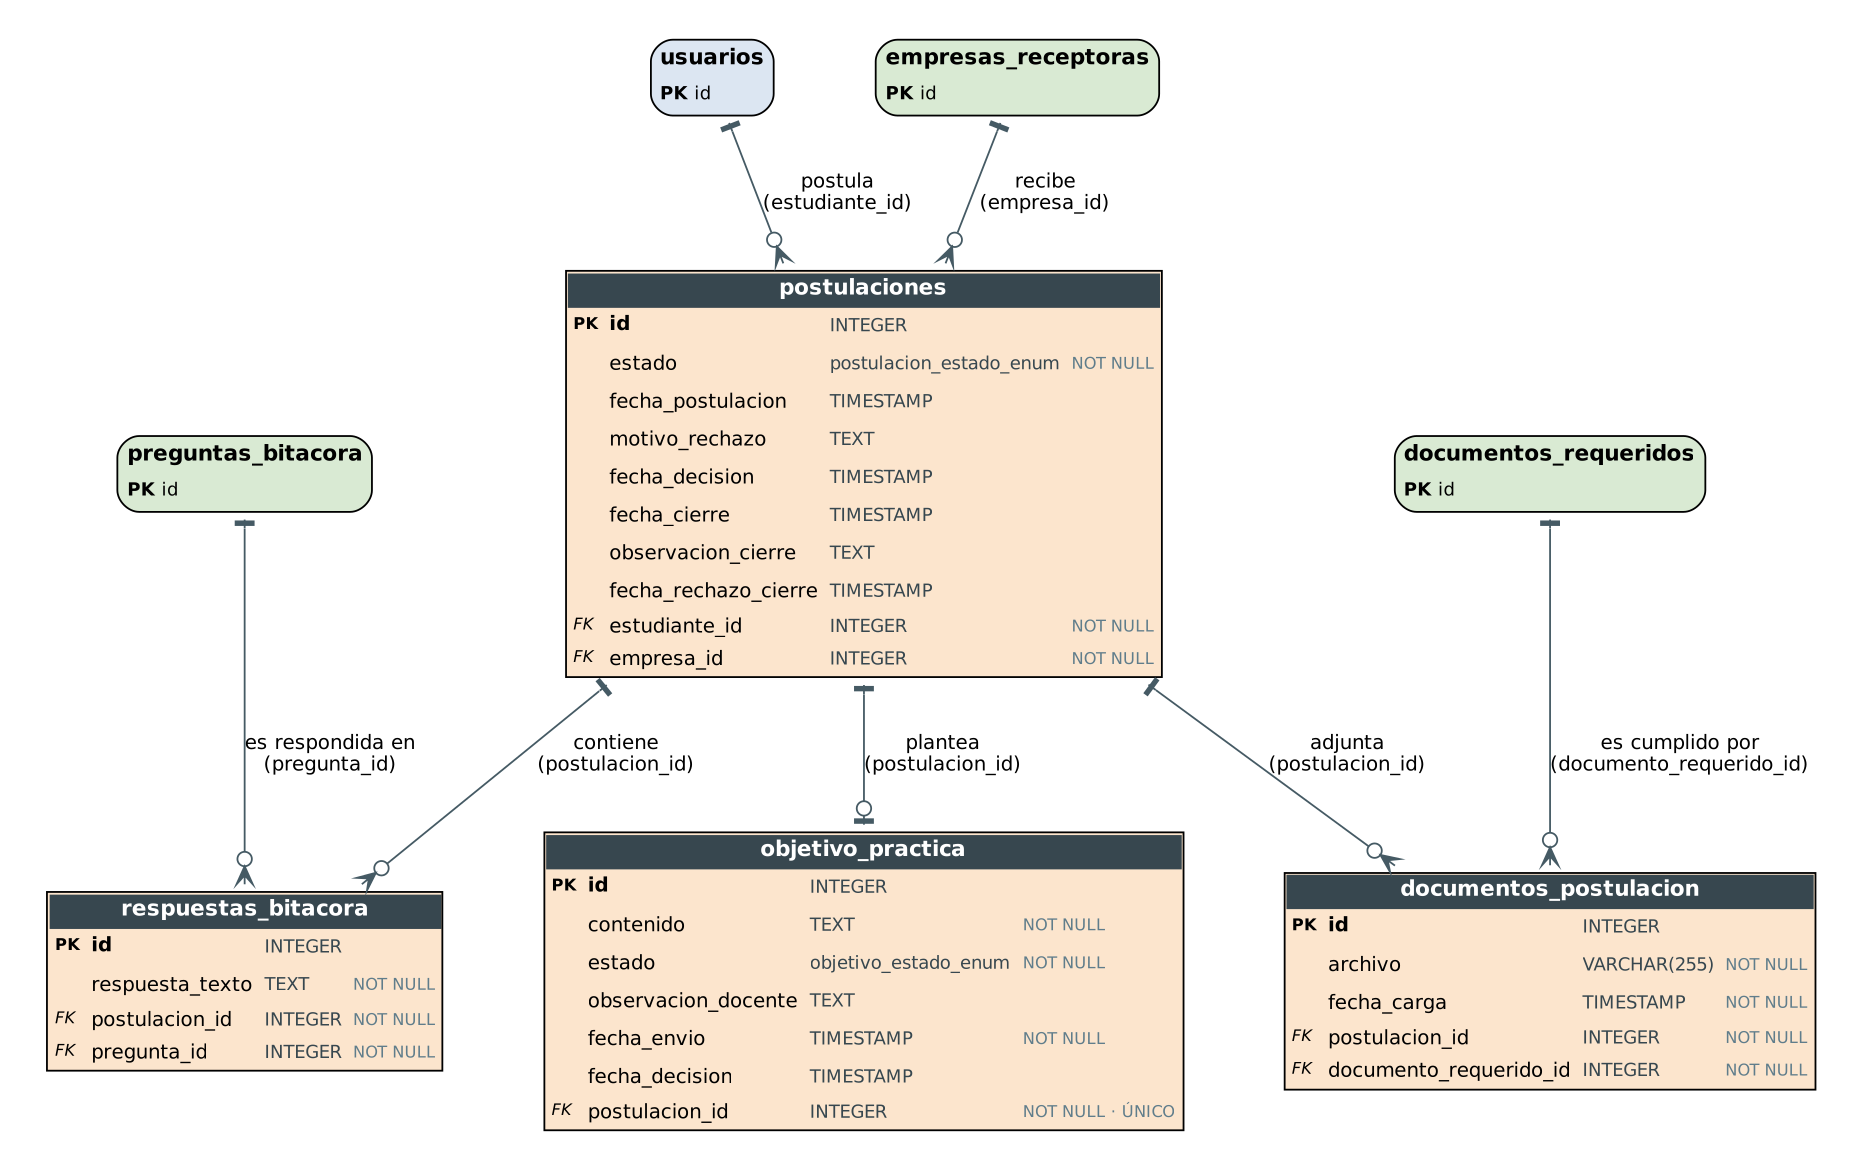 usuarios
PK id
empresas_receptoras
PK id
postula
(estudiante_id)
recibe
(empresa_id)
postulaciones
PK id INTEGER
estado postulacion_estado_enum NOT NULL
fecha_postulacion TIMESTAMP
motivo_rechazo TEXT
fecha_decision TIMESTAMP
fecha_cierre TIMESTAMP
observacion_cierre TEXT
fecha_rechazo_cierre TIMESTAMP
FK estudiante_id INTEGER NOT NULL
FK empresa_id INTEGER NOT NULL
preguntas_bitacora
PK id
documentos_requeridos
PK id
es respondida en
(pregunta_id)
contiene
(postulacion_id)
plantea
(postulacion_id)
adjunta
(postulacion_id)
es cumplido por
(documento_requerido_id)
respuestas_bitacora
PK id INTEGER
respuesta_texto TEXT NOT NULL
FK postulacion_id INTEGER NOT NULL
FK pregunta_id INTEGER NOT NULL
objetivo_practica
PK id INTEGER
contenido TEXT NOT NULL
estado objetivo_estado_enum NOT NULL
observacion_docente TEXT
fecha_envio TIMESTAMP NOT NULL
fecha_decision TIMESTAMP
FK postulacion_id INTEGER NOT NULL · ÚNICO
documentos_postulacion
PK id INTEGER
archivo VARCHAR(255) NOT NULL
fecha_carga TIMESTAMP NOT NULL
FK postulacion_id INTEGER NOT NULL
FK documento_requerido_id INTEGER NOT NULL